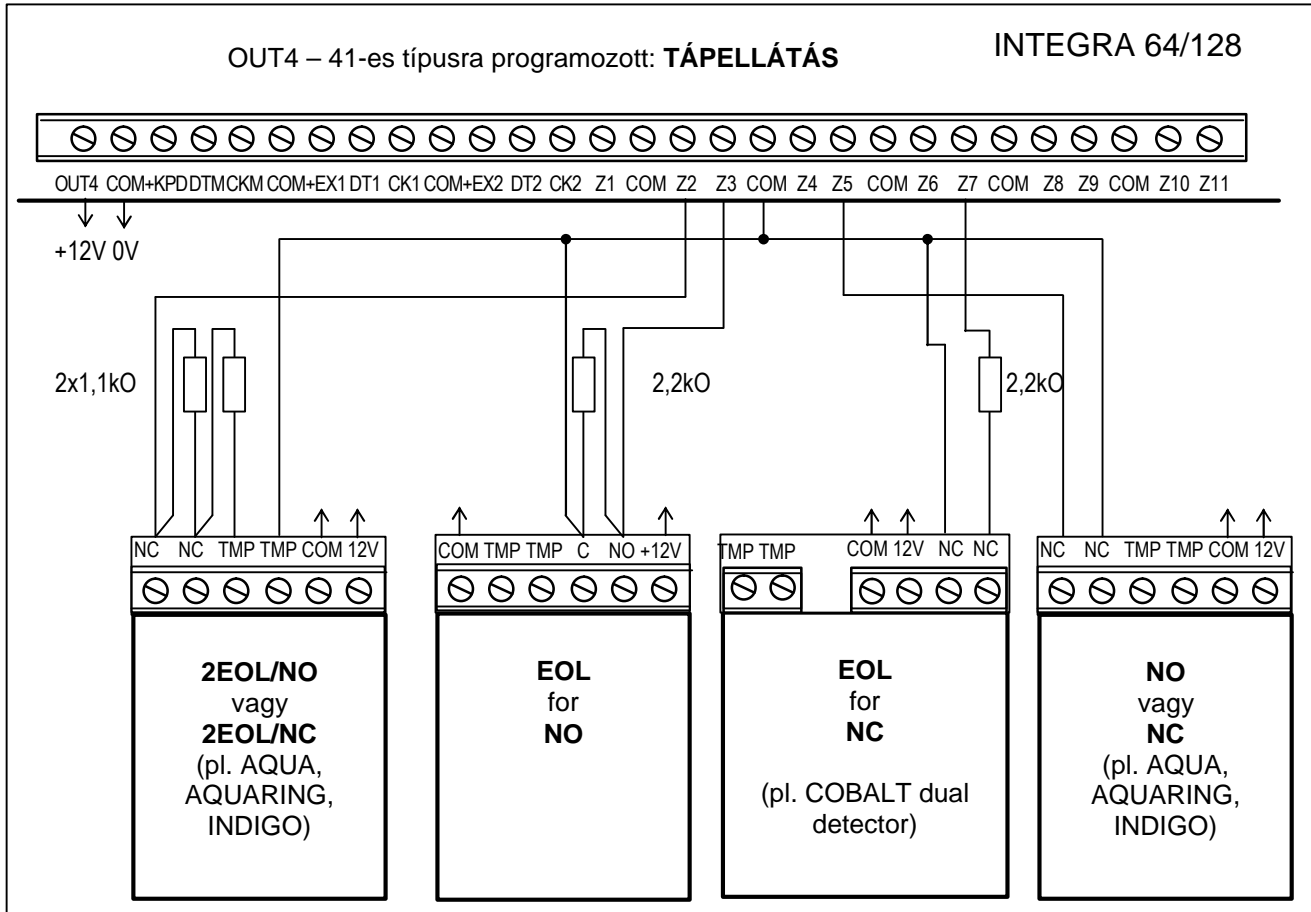 OUT4 – 41-es típusra programozott: TÁPELLÁTÁS
INTEGRA 64/128
OUT4 COM+KPD DTM CKM COM+EX1 DT1 CK1 COM+EX2 DT2 CK2 Z1 COM Z2 Z3 COM Z4 Z5 COM Z6 Z7 COM Z8 Z9 COM Z10 Z11
+12V 0V
2x1,1kO
2,2kO
2,2kO
NC NC TMP TMP COM 12V
COM TMP TMP C NO +12V
TMP TMP
COM 12V NC NC
NC NC TMP TMP COM 12V
2EOL/NO
vagy
2EOL/NC
(pl. AQUA,
AQUARING,
INDIGO)
EOL
for
NO
EOL
for
NC
(pl. COBALT dual
detector)
NO
vagy
NC
(pl. AQUA,
AQUARING,
INDIGO)